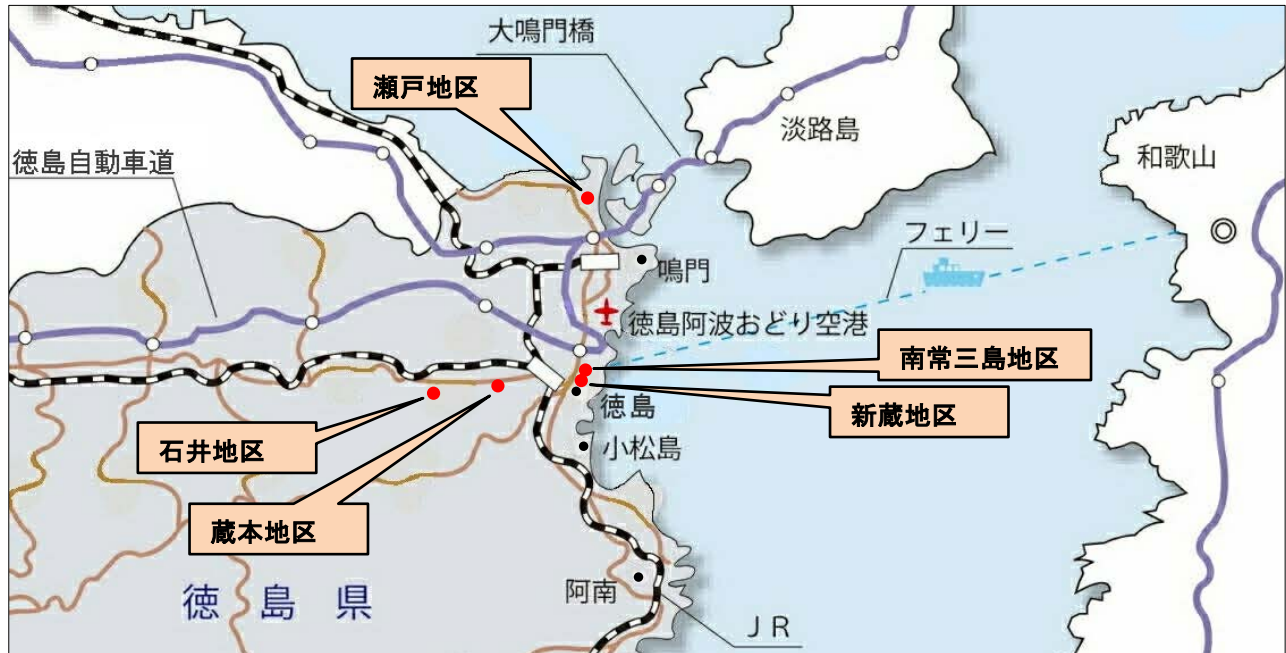 大鳴門橋
瀬戸地区
淡路島
和歌山
徳島自動車道
フェリー
鳴門
徳島阿波おどり空港
南常三島地区
徳島
新蔵地区
小松島
石井地区
蔵本地区
阿南
徳島県
JR